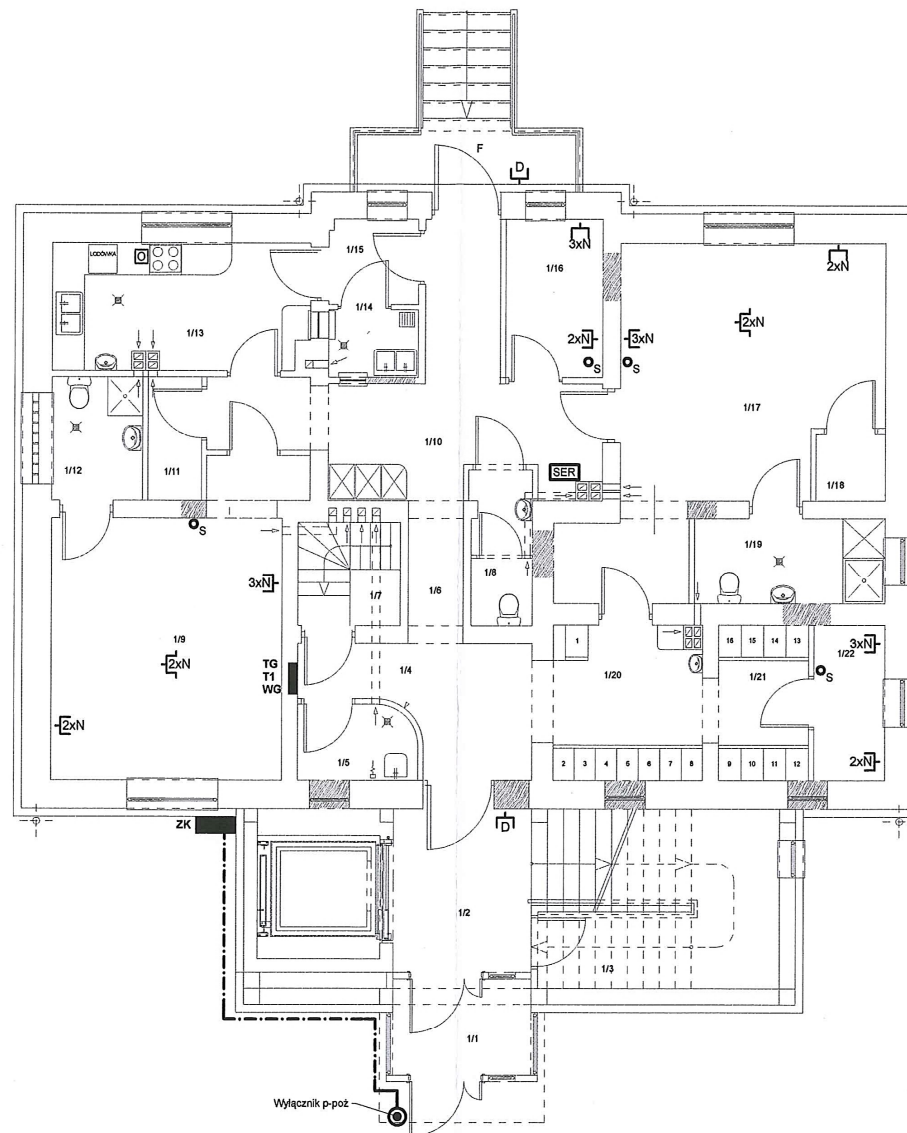 F
D
3xN
1/15
1/16
LODÓWKA
2xN
1/14
2xN
1/13
2xN
3xN
S
S
1/17
1/10
1/12
1/11
SER
1/18
S
1/19
3xN
1/8
1/7
1/6
1/9
1
16
15
14
13
1/22
3xN
2xN
TG
T1
WG
1/4
1/20
1/21
S
2xN
1/5
2
3
4
5
6
7
8
9
10
11
12
2xN
ZK
D
1/2
1/3
1/1
Wyłącznik p-poż